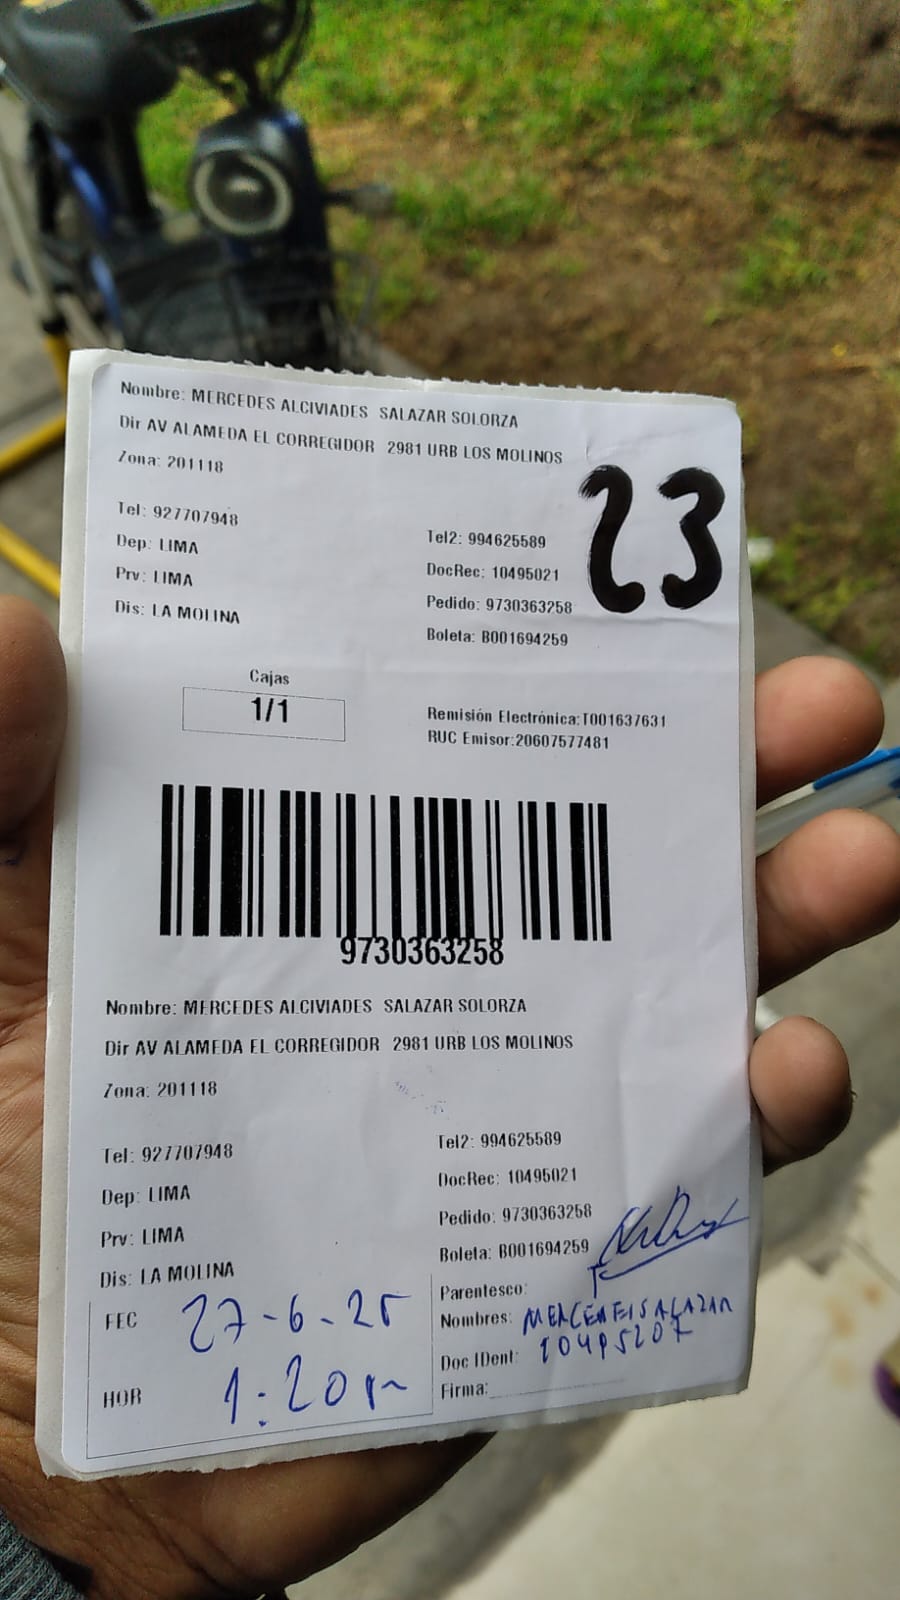 Nombre: MERCEDES ALCIVIADES SALAZAR SOLORZA
Dir AV ALAMEDA EL CORREGIDOR 2981 URB LOS MOLINOS
Zona: 201118
23
Tel: 927707948
Tel2: 994625589
Dep: LIMA
DocRec: 10495021
Prv: LIMA
Pedido: 9730363258
Dis: LA MOLINA
Boleta: B001694259
Cajas
1/1
Remisión Electrónica:T001637631
RUC Emisor:20607577481
9730363258
Nombre: MERCEDES ALCIVIADES SALAZAR SOLORZA
Dir AV ALAMEDA EL CORREGIDOR 2981 URB LOS MOLINOS
Zona: 201118
Tel: 927707948
Tel2: 994625589
Dep: LIMA
DocRec: 10495021
Prv: LIMA
Pedido: 9730363258
Dis: LA MOLINA
Boleta: B001694259
FEC 27-6-25
HOR 1:20 pm
Parentesco:
Nombres: SALAZAR
Doc IDent:
Firma: